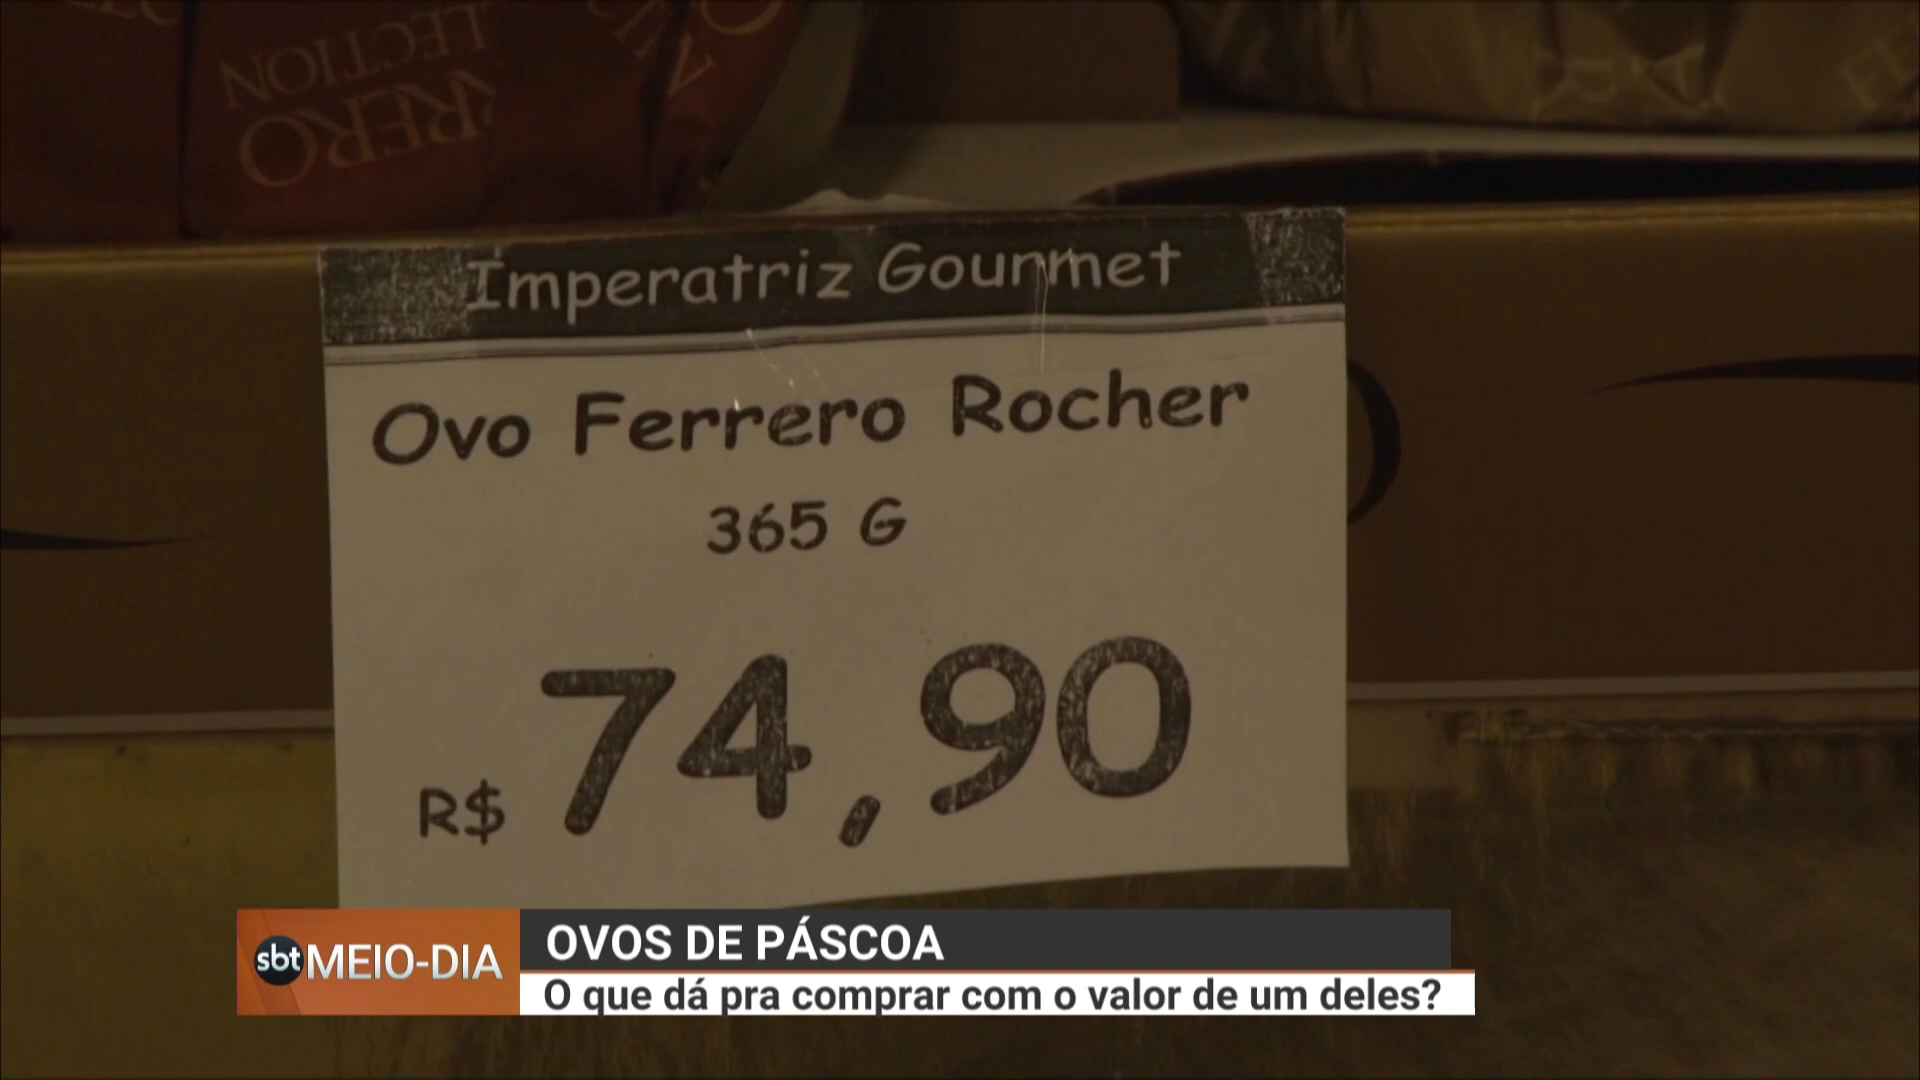 Imperatriz Gourmet
Ovo Ferrero Rocher
365 G
R$ 74,90
sbt MEIO-DIA
OVOS DE PÁSCOA
O que dá pra comprar com o valor de um deles?